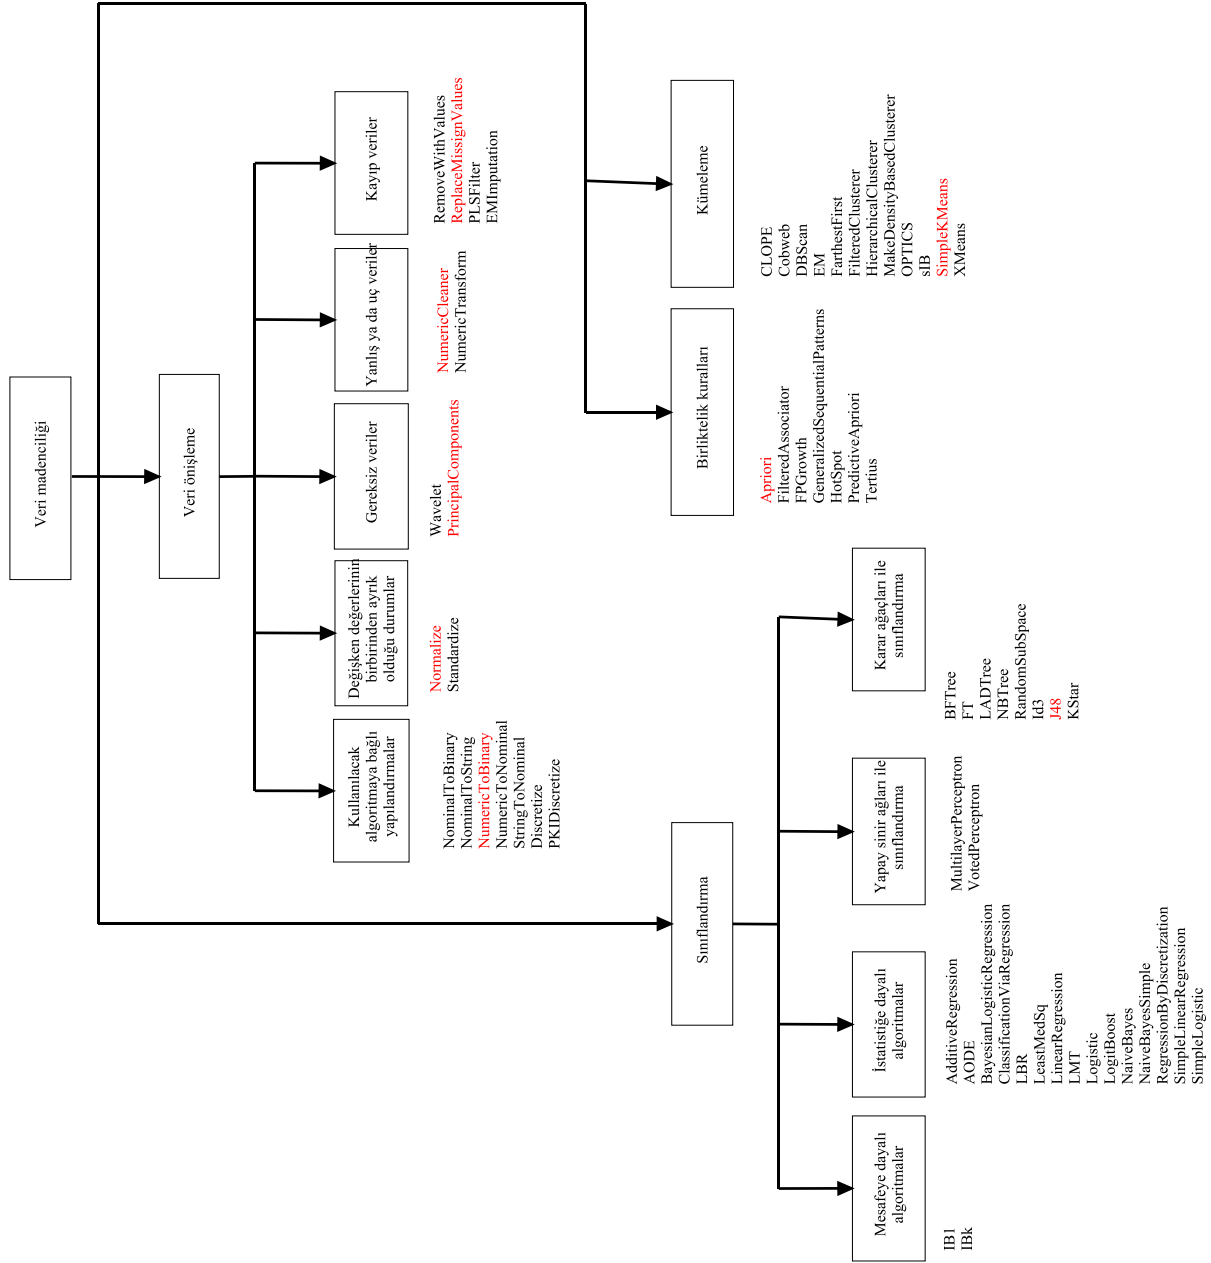 Veri madenciliği
Veri önişleme
Kullanılacak
algoritmaya bağlı
yapılandırmalar
NominalToBinary
NominalToString
NumericToBinary
NumericToNominal
StringToNominal
Discretize
PKIDiscretize
Değişken değerlerinin
birbirinden ayrık
olduğu durumlar
Normalize
Standardize
Gereksiz veriler
Wavelet
PrincipalComponents
Yanlış ya da uç veriler
NumericCleaner
NumericTransform
Kayıp veriler
RemoveWithValues
ReplaceMissignValues
PLSFilter
EMImputation
Sınıflandırma
Mesafeye dayalı
algoritmalar
IB1
IBk
İstatistiğe dayalı
algoritmalar
AdditiveRegression
AODE
BayesianLogisticRegression
ClassificationViaRegression
LBR
LeastMedSq
LinearRegression
LMT
Logistic
LogitBoost
NaiveBayes
NaiveBayesSimple
RegressionByDiscretization
SimpleLinearRegression
SimpleLogistic
Yapay sinir ağları ile
sınıflandırma
MultilayerPerceptron
VotedPerceptron
Karar ağaçları ile
sınıflandırma
BFTree
FT
LADTree
NBTree
RandomSubSpace
Id3
J48
KStar
Birliktelik kuralları
Apriori
FilteredAssociator
FPGrowth
GeneralizedSequentialPatterns
HotSpot
PredictiveApriori
Tertius
Kümeleme
CLOPE
Cobweb
DBScan
EM
FarthestFirst
FilteredClusterer
HierarchicalClusterer
MakeDensityBasedClusterer
OPTICS
sIB
SimpleKMeans
XMeans